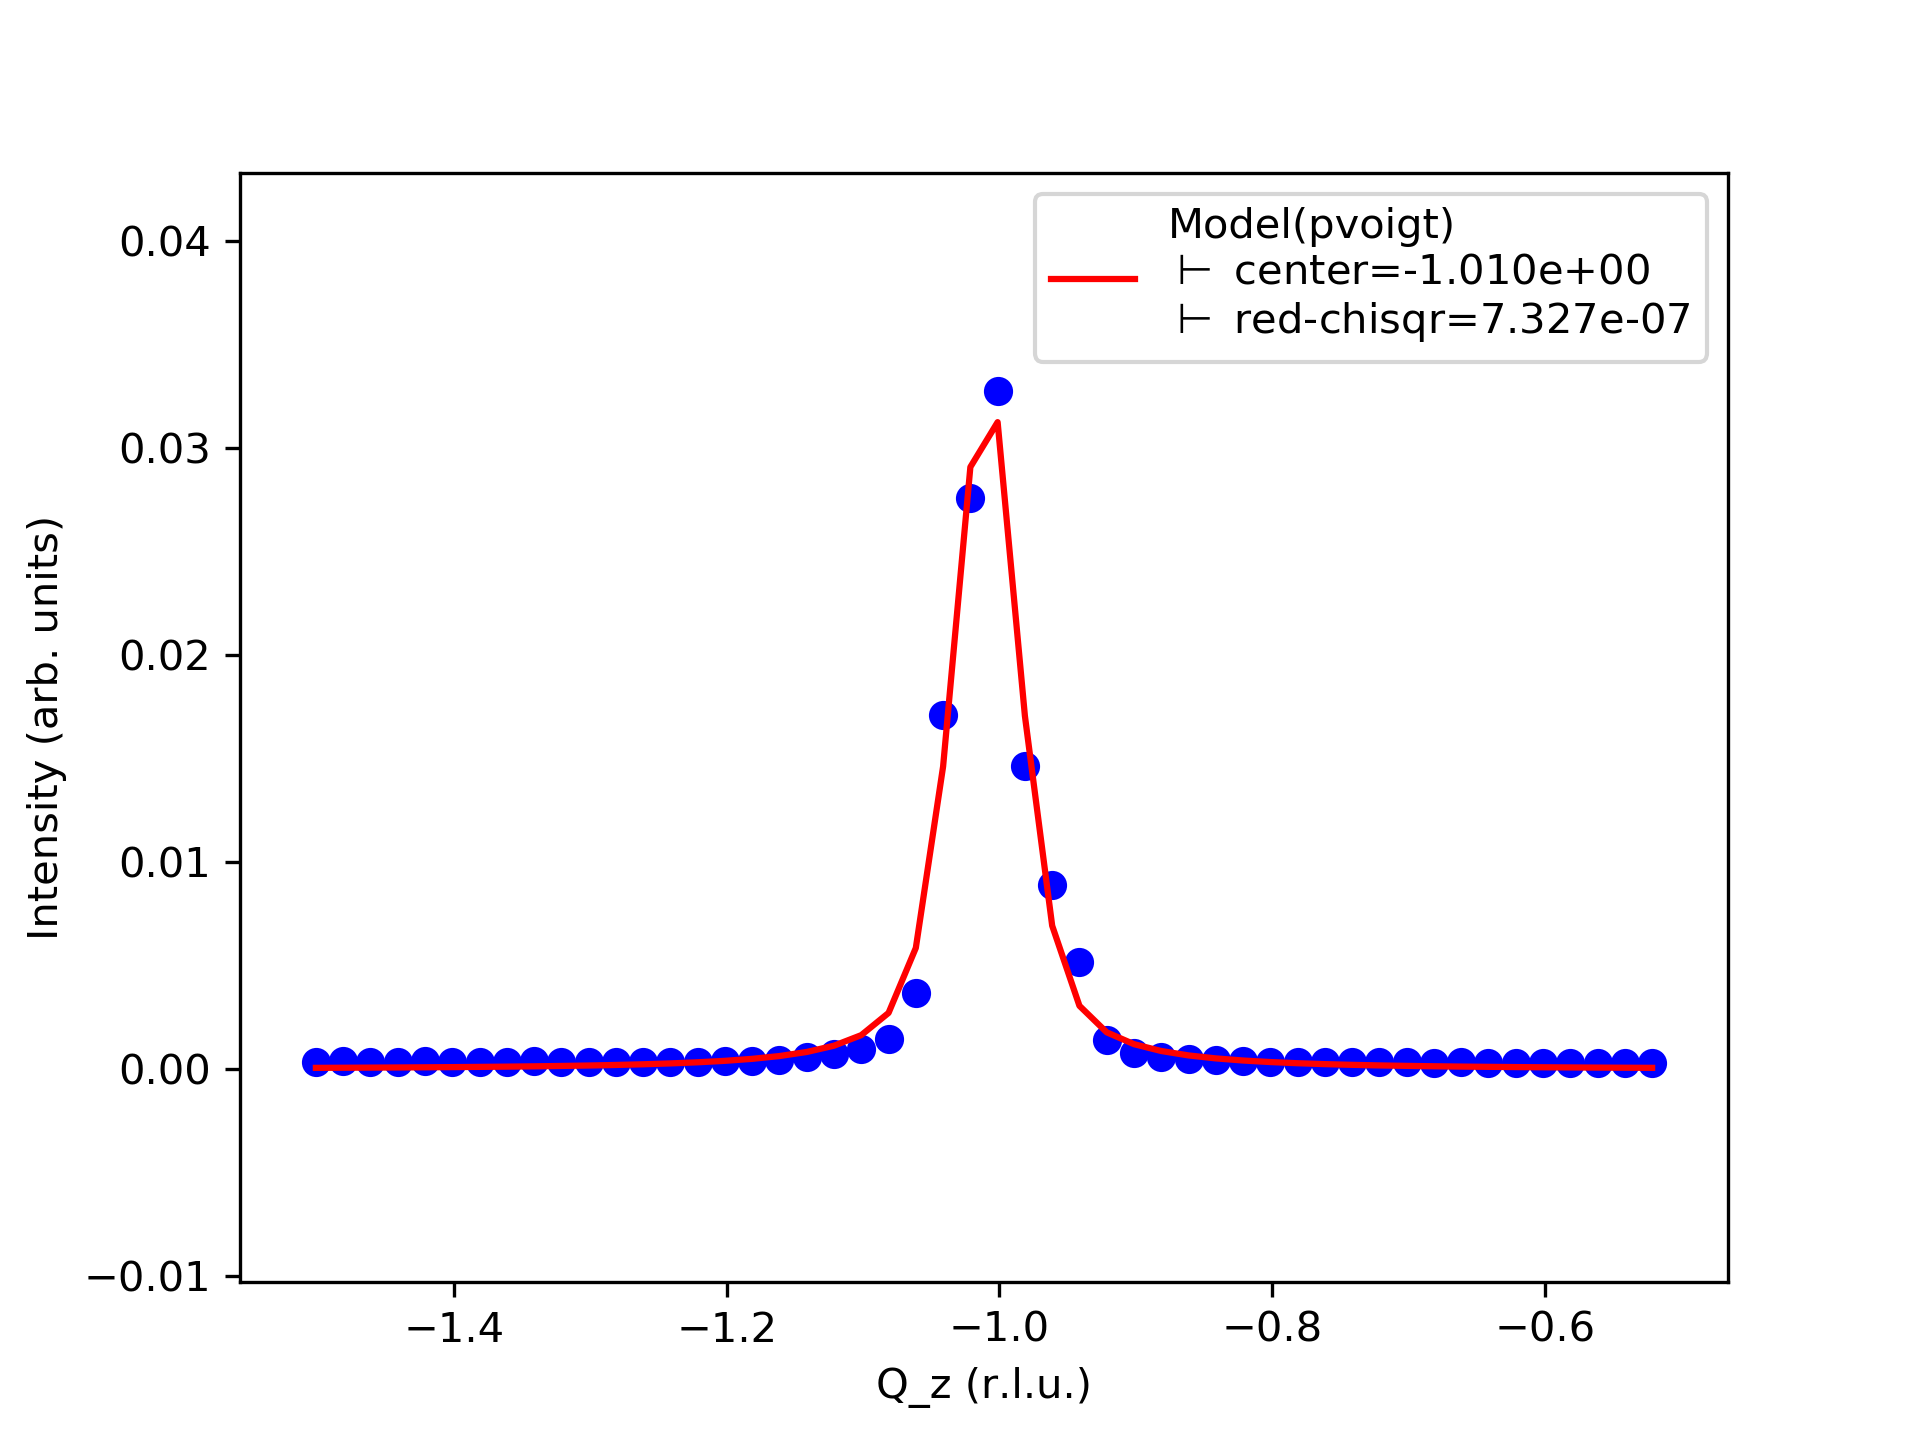 Model(pvoigt)
⊢ center=-1.010e+00
⊢ red-chisqr=7.327e-07
0.04
0.03
0.02
0.01
0.00
−0.01
Intensity (arb. units)
−1.4 −1.2 −1.0 −0.8 −0.6
Q_z (r.l.u.)